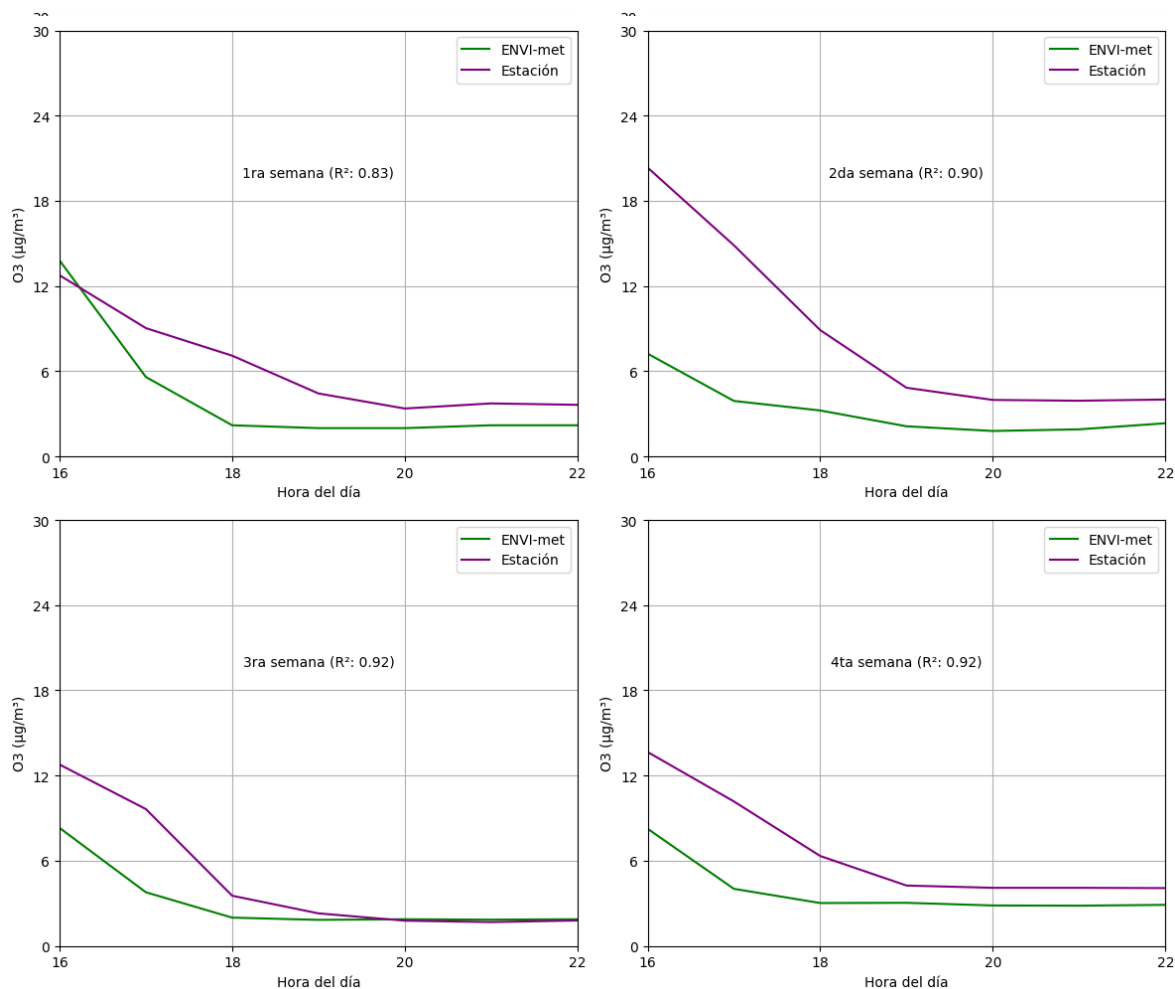 30
30
24
18
12
6
0
O3 (µg/m³)
ENVI-met
Estación
1ra semana (R²: 0.83)
16
18
20
22
Hora del día
30
30
24
18
12
6
0
O3 (µg/m³)
ENVI-met
Estación
2da semana (R²: 0.90)
16
18
20
22
Hora del día
30
24
18
12
6
0
O3 (µg/m³)
ENVI-met
Estación
3ra semana (R²: 0.92)
16
18
20
22
Hora del día
30
24
18
12
6
0
O3 (µg/m³)
ENVI-met
Estación
4ta semana (R²: 0.92)
16
18
20
22
Hora del día